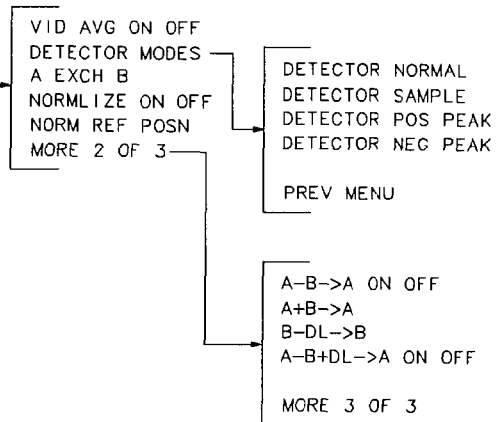 VID AVG ON OFF
DETECTOR MODES
A EXCH B
NORMLIZE ON OFF
NORM REF POSN
MORE 2 OF 3
DETECTOR NORMAL
DETECTOR SAMPLE
DETECTOR POS PEAK
DETECTOR NEG PEAK
PREV MENU
A-B->A ON OFF
A+B->A
B-DL->B
A-B+DL->A ON OFF
MORE 3 OF 3